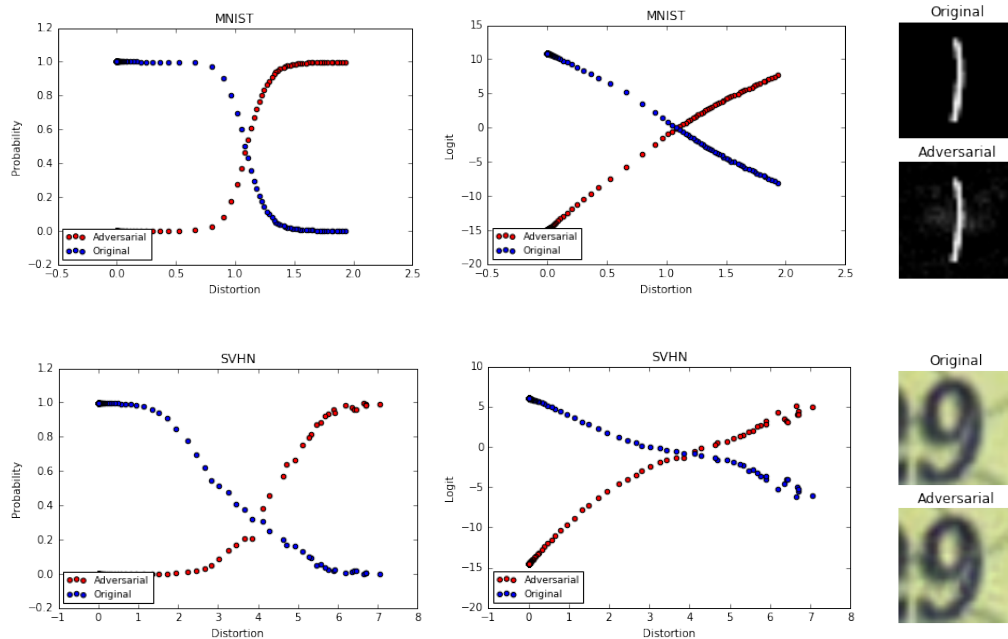 MNIST
1.2
1.0
0.8
0.6
0.4
0.2
0.0
−0.2
−0.5
0.0
0.5
1.0
1.5
2.0
2.5
Probability
Distortion
Adversarial
Original
MNIST
15
10
5
0
−5
−10
−15
−20
−0.5
0.0
0.5
1.0
1.5
2.0
2.5
Logit
Distortion
Adversarial
Original
Original
Adversarial
SVHN
1.2
1.0
0.8
0.6
0.4
0.2
0.0
−0.2
−1
0
1
2
3
4
5
6
7
8
Probability
Distortion
Adversarial
Original
SVHN
10
5
0
−5
−10
−15
−20
−1
0
1
2
3
4
5
6
7
8
Logit
Distortion
Adversarial
Original
Original
9
Adversarial
9